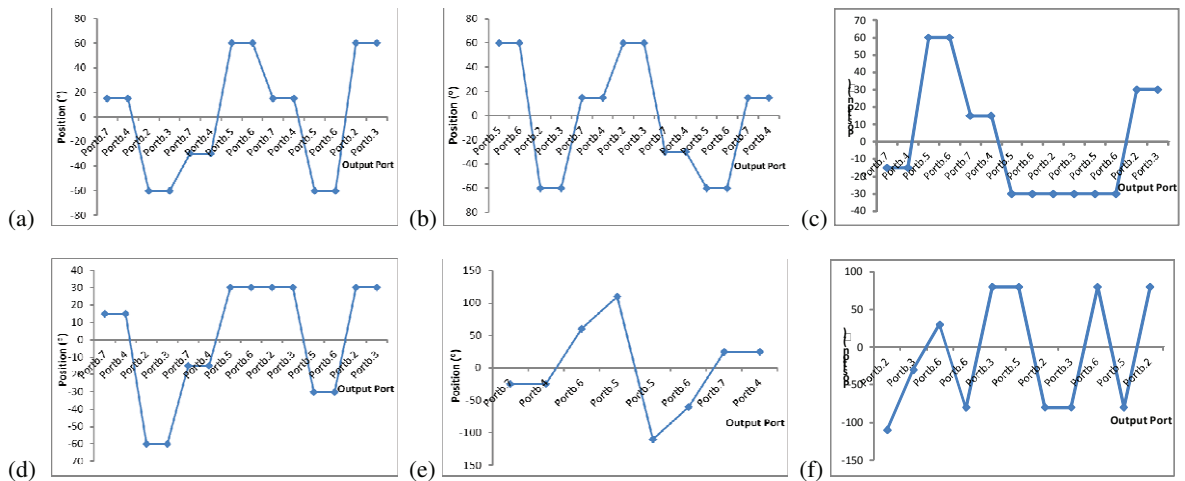 80
60
40
20
0
-20
-40
-60
-80
Position (°)
Portb.7
Portb.4
Portb.2
Portb.3
Portb.7
Portb.4
Portb.5
Portb.6
Portb.7
Portb.4
Portb.5
Portb.6
Portb.2
Portb.3
Output Port
(a)
80
60
40
20
0
20
40
60
80
Position (°)
Portb.5
Portb.6
Portb.2
Portb.3
Portb.7
Portb.4
Portb.2
Portb.3
Portb.7
Portb.4
Portb.5
Portb.6
Portb.7
Portb.4
Output Port
(b)
70
60
50
40
30
20
10
0
-10
-20
-30
-40
Portb.7
Portb.4
Portb.5
Portb.6
Portb.7
Portb.4
Portb.5
Portb.6
Portb.2
Portb.3
Portb.5
Portb.6
Portb.2
Portb.3
Output Port
(c)
40
30
20
10
0
-10
-20
-30
-40
-50
-60
70
Position (°)
Portb.7
Portb.4
Portb.2
Portb.3
Portb.7
Portb.4
Portb.5
Portb.6
Portb.2
Portb.3
Portb.5
Portb.6
Portb.2
Portb.3
Output Port
(d)
150
100
50
0
-50
-100
150
Position (°)
Portb.4
Portb.6
Portb.5
Portb.5
Portb.6
Portb.7
Portb.4
Output Port
(e)
100
50
0
-50
-100
-150
Portb.2
Portb.3
Portb.6
Portb.6
Portb.3
Portb.5
Portb.2
Portb.3
Portb.6
Portb.5
Portb.2
Output Port
(f)